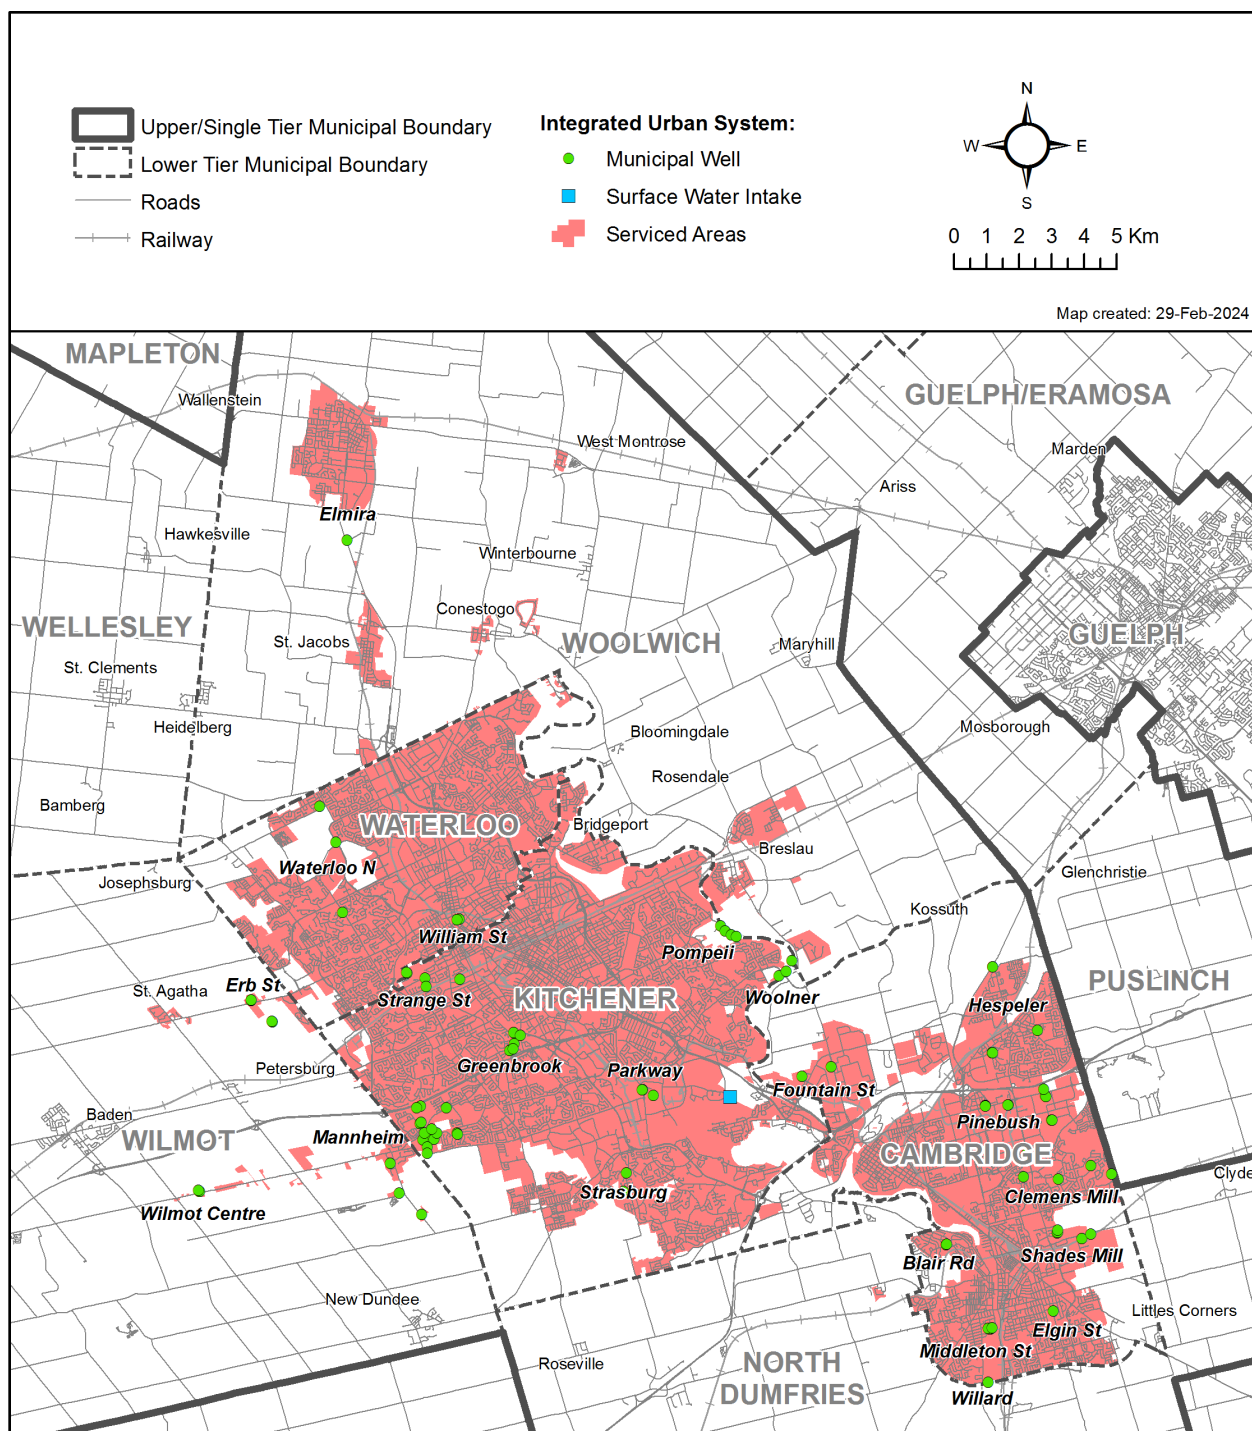 Upper/Single Tier Municipal Boundary
Lower Tier Municipal Boundary
Roads
Railway
Integrated Urban System:
Municipal Well
Surface Water Intake
Serviced Areas
N
W E
S
0 1 2 3 4 5 Km
Map created: 29-Feb-2024
MAPLETON
GUELPH/ERAMOSA
Wallenstein
West Montrose
Marden
Ariss
Elmira
Hawkesville
Winterbourne
Conestogo
WELLESLEY
St. Jacobs
WOOLWICH
Maryhill
GUELPH
St. Clements
Heidelberg
Bloomingdale
Mosborough
Rosendale
Bamberg
WATERLOO
Bridgeport
Breslau
Waterloo N
Josephsburg
Glenchristie
Kossuth
William St
Pompeii
PUSLINCH
Erb St
St. Agatha
Strange St
KITCHENER
Woolner
Hespeler
Petersburg
Greenbrook
Parkway
Fountain St
Baden
WILMOT
Mannheim
Pinebush
CAMBRIDGE
Clyde
Strasburg
Clemens Mill
Wilmot Centre
Blair Rd
Shades Mill
New Dundee
Littles Corners
Elgin St
Middleton St
Roseville
NORTH
DUMFRIES
Willard